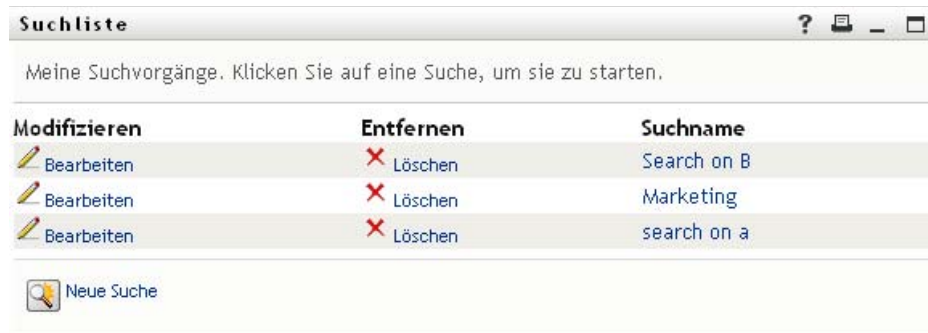 Suchliste ?
Meine Suchvorgänge. Klicken Sie auf eine Suche, um sie zu starten.
Modifizieren Entfernen Suchname
Bearbeiten Löschen Search on B
Bearbeiten Löschen Marketing
Bearbeiten Löschen search on a
Neue Suche